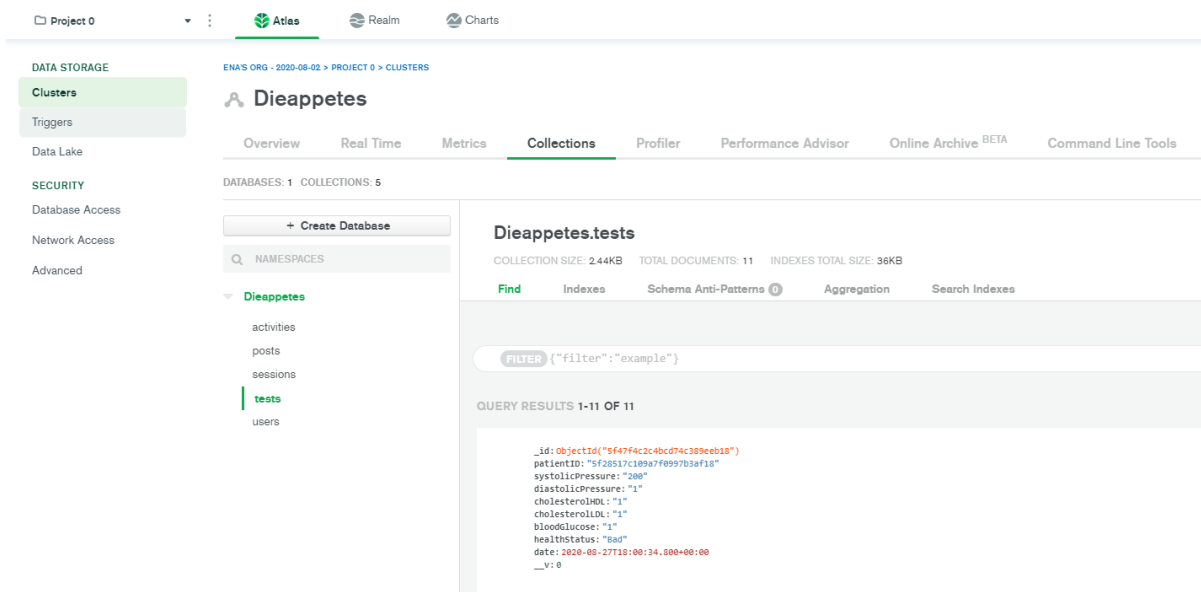 Project 0
Atlas
Realm
Charts
DATA STORAGE
Clusters
Triggers
Data Lake
SECURITY
Database Access
Network Access
Advanced
ENA'S ORG - 2020-08-02 > PROJECT 0 > CLUSTERS
Dieappetes
Overview Real Time Metrics Collections Profiler Performance Advisor Online Archive BETA Command Line Tools
DATABASES: 1 COLLECTIONS: 5
+ Create Database
NAMESPACES
Dieappetes
activities
posts
sessions
tests
users
Dieappetes.tests
COLLECTION SIZE: 2.44KB TOTAL DOCUMENTS: 11 INDEXES TOTAL SIZE: 36KB
Find Indexes Schema Anti-Patterns 0 Aggregation Search Indexes
FILTER {"filter":"example"}
QUERY RESULTS 1-11 OF 11
_id: ObjectId("5f47f4c2c4bcd74c389eeb18")
patientID: "5f28517c109a7f0997b3af18"
systolicPressure: "200"
diastolicPressure: "1"
cholesterolHDL: "1"
cholesterolLDL: "1"
bloodGlucose: "1"
healthStatus: "Bad"
date: 2020-08-27T18:00:34.800+00:00
__v: 0